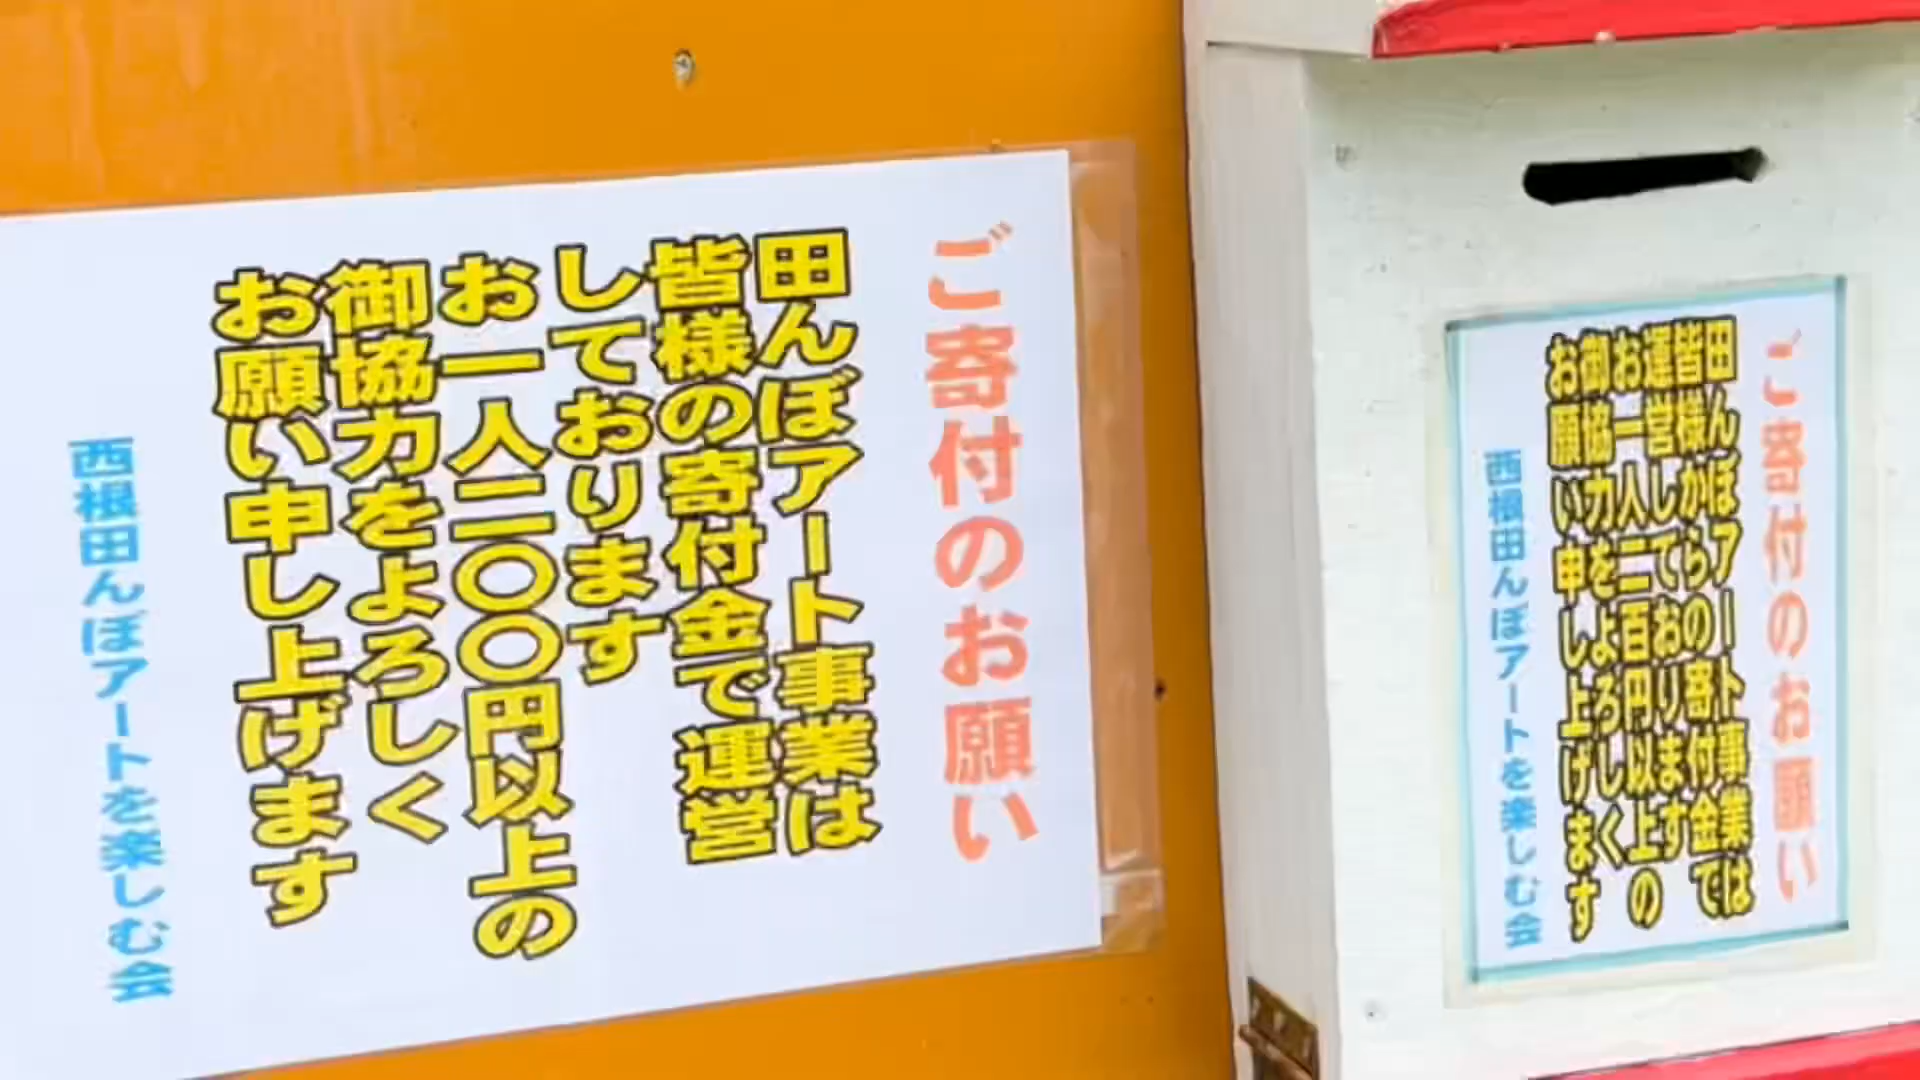 ご寄付のお願い
田んぼアート事業は
皆様の寄付金で運営
しております
お一人二〇〇円以上の
御協力をよろしく
お願い申し上げます
西根田んぼアートを楽しむ会
ご寄付のお願い
田んぼアート事業は
皆様からの寄付金で
運営しております
お一人二百円以上の
御協力をよろしく
お願い申し上げます
西根田んぼアートを楽しむ会